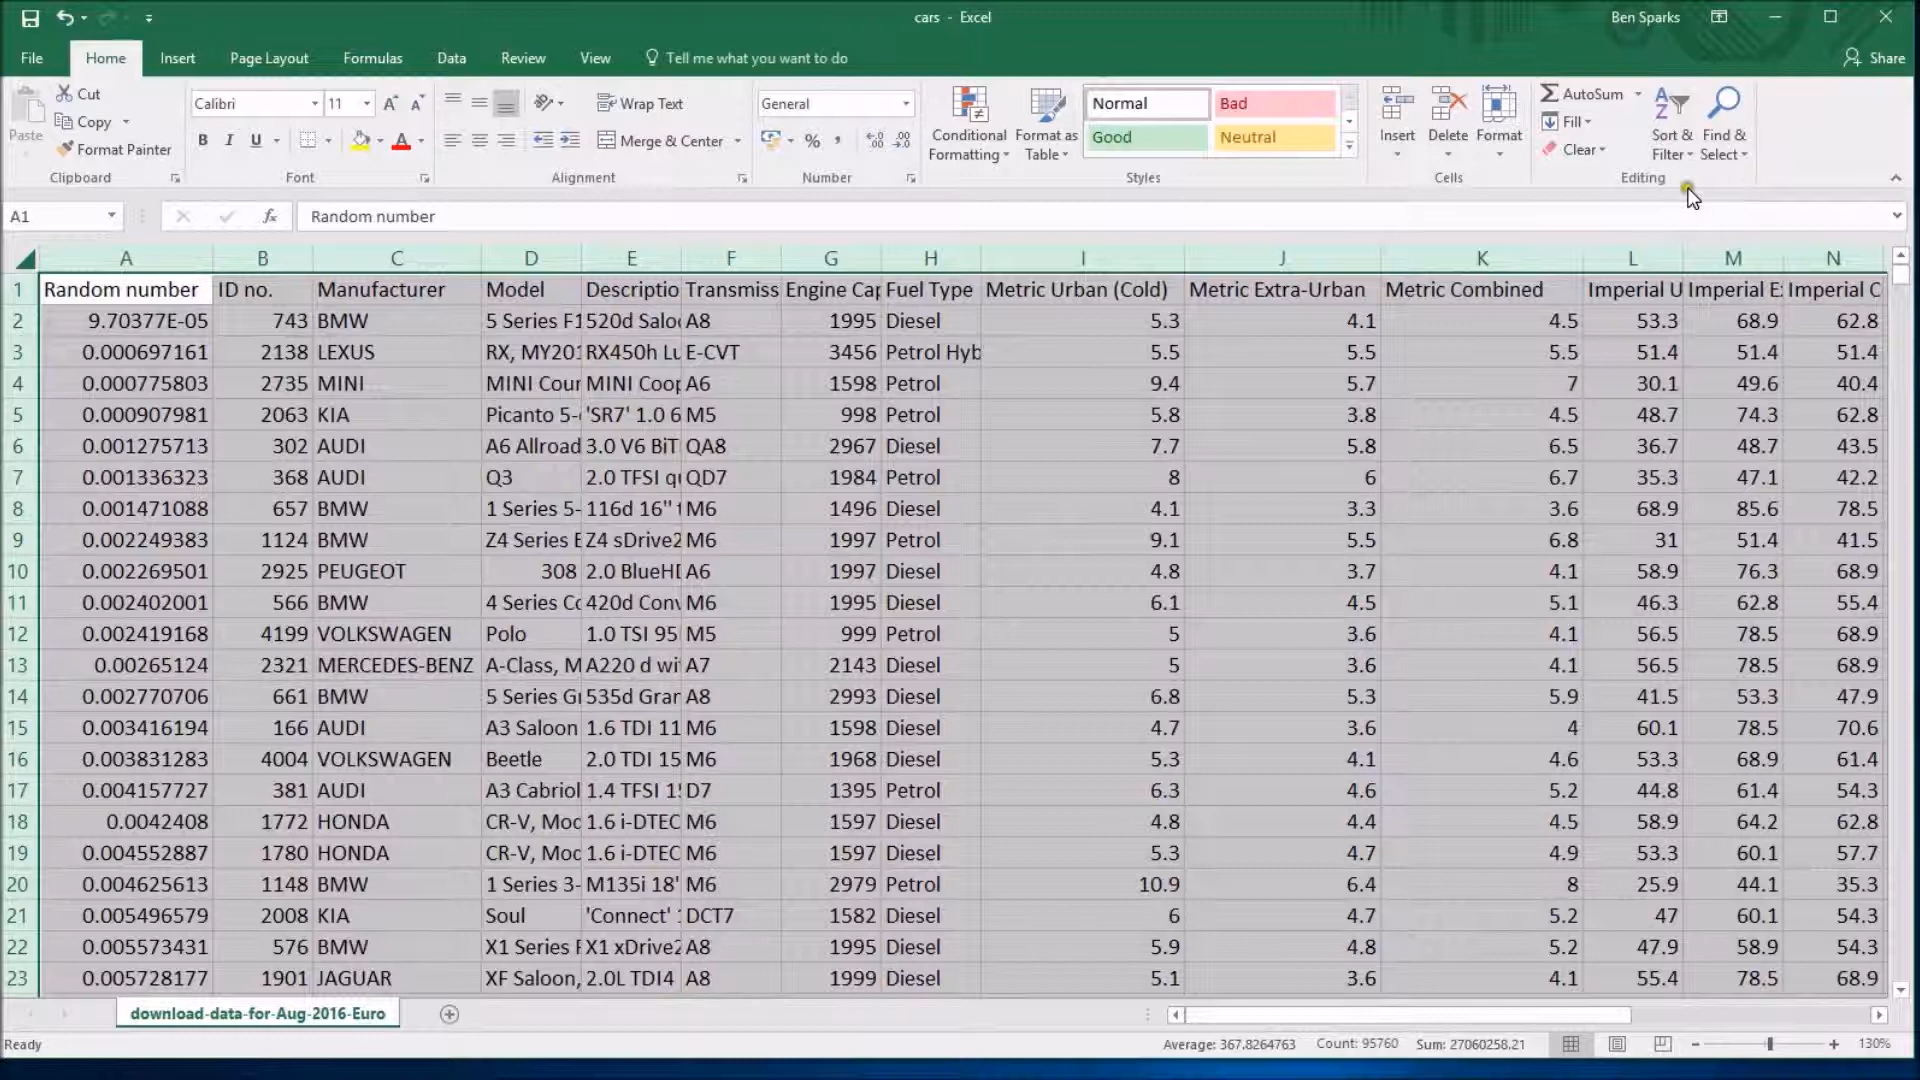 cars - Excel
Ben Sparks
File Home Insert Page Layout Formulas Data Review View Tell me what you want to do Share
Paste
Cut
Copy
Format Painter
Clipboard
Calibri 11
B I U
Font
Wrap Text
Merge & Center
Alignment
General
Number
Conditional Formatting
Format as Table
Normal Bad
Good Neutral
Styles
Insert Delete Format
Cells
AutoSum
Fill
Clear
Sort & Filter
Find & Select
Editing
A1 fx Random number
A B C D E F G H I J K L M N
1 Random number ID no. Manufacturer Model Descriptio Transmiss Engine Cap Fuel Type Metric Urban (Cold) Metric Extra-Urban Metric Combined Imperial U Imperial E Imperial C
2 9.70377E-05 743 BMW 5 Series F1 520d Salo A8 1995 Diesel 5.3 4.1 4.5 53.3 68.9 62.8
3 0.000697161 2138 LEXUS RX, MY201 RX450h Lu E-CVT 3456 Petrol Hyb 5.5 5.5 5.5 51.4 51.4 51.4
4 0.000775803 2735 MINI MINI Cour MINI Coop A6 1598 Petrol 9.4 5.7 7 30.1 49.6 40.4
5 0.000907981 2063 KIA Picanto 5- 'SR7' 1.0 6 M5 998 Petrol 5.8 3.8 4.5 48.7 74.3 62.8
6 0.001275713 302 AUDI A6 Allroad 3.0 V6 BiT QA8 2967 Diesel 7.7 5.8 6.5 36.7 48.7 43.5
7 0.001336323 368 AUDI Q3 2.0 TFSI qu QD7 1984 Petrol 8 6 6.7 35.3 47.1 42.2
8 0.001471088 657 BMW 1 Series 5- 116d 16" t M6 1496 Diesel 4.1 3.3 3.6 68.9 85.6 78.5
9 0.002249383 1124 BMW Z4 Series E Z4 sDrive2 M6 1997 Petrol 9.1 5.5 6.8 31 51.4 41.5
10 0.002269501 2925 PEUGEOT 308 2.0 BlueHD A6 1997 Diesel 4.8 3.7 4.1 58.9 76.3 68.9
11 0.002402001 566 BMW 4 Series Co 420d Conv M6 1995 Diesel 6.1 4.5 5.1 46.3 62.8 55.4
12 0.002419168 4199 VOLKSWAGEN Polo 1.0 TSI 95 M5 999 Petrol 5 3.6 4.1 56.5 78.5 68.9
13 0.00265124 2321 MERCEDES-BENZ A-Class, M A220 d wi A7 2143 Diesel 5 3.6 4.1 56.5 78.5 68.9
14 0.002770706 661 BMW 5 Series Gr 535d Gran A8 2993 Diesel 6.8 5.3 5.9 41.5 53.3 47.9
15 0.003416194 166 AUDI A3 Saloon 1.6 TDI 11 M6 1598 Diesel 4.7 3.6 4 60.1 78.5 70.6
16 0.003831283 4004 VOLKSWAGEN Beetle 2.0 TDI 15 M6 1968 Diesel 5.3 4.1 4.6 53.3 68.9 61.4
17 0.004157727 381 AUDI A3 Cabriol 1.4 TFSI 15 D7 1395 Petrol 6.3 4.6 5.2 44.8 61.4 54.3
18 0.0042408 1772 HONDA CR-V, Mod 1.6 i-DTEC M6 1597 Diesel 4.8 4.4 4.5 58.9 64.2 62.8
19 0.004552887 1780 HONDA CR-V, Mod 1.6 i-DTEC M6 1597 Diesel 5.3 4.7 4.9 53.3 60.1 57.7
20 0.004625613 1148 BMW 1 Series 3- M135i 18' M6 2979 Petrol 10.9 6.4 8 25.9 44.1 35.3
21 0.005496579 2008 KIA Soul 'Connect' DCT7 1582 Diesel 6 4.7 5.2 47 60.1 54.3
22 0.005573431 576 BMW X1 Series F X1 xDrive2 A8 1995 Diesel 5.9 4.8 5.2 47.9 58.9 54.3
23 0.005728177 1901 JAGUAR XF Saloon, 2.0L TDI4 A8 1999 Diesel 5.1 3.6 4.1 55.4 78.5 68.9
download-data-for-Aug-2016-Euro
Ready Average: 367.8264763 Count: 95760 Sum: 27060258.21 130%